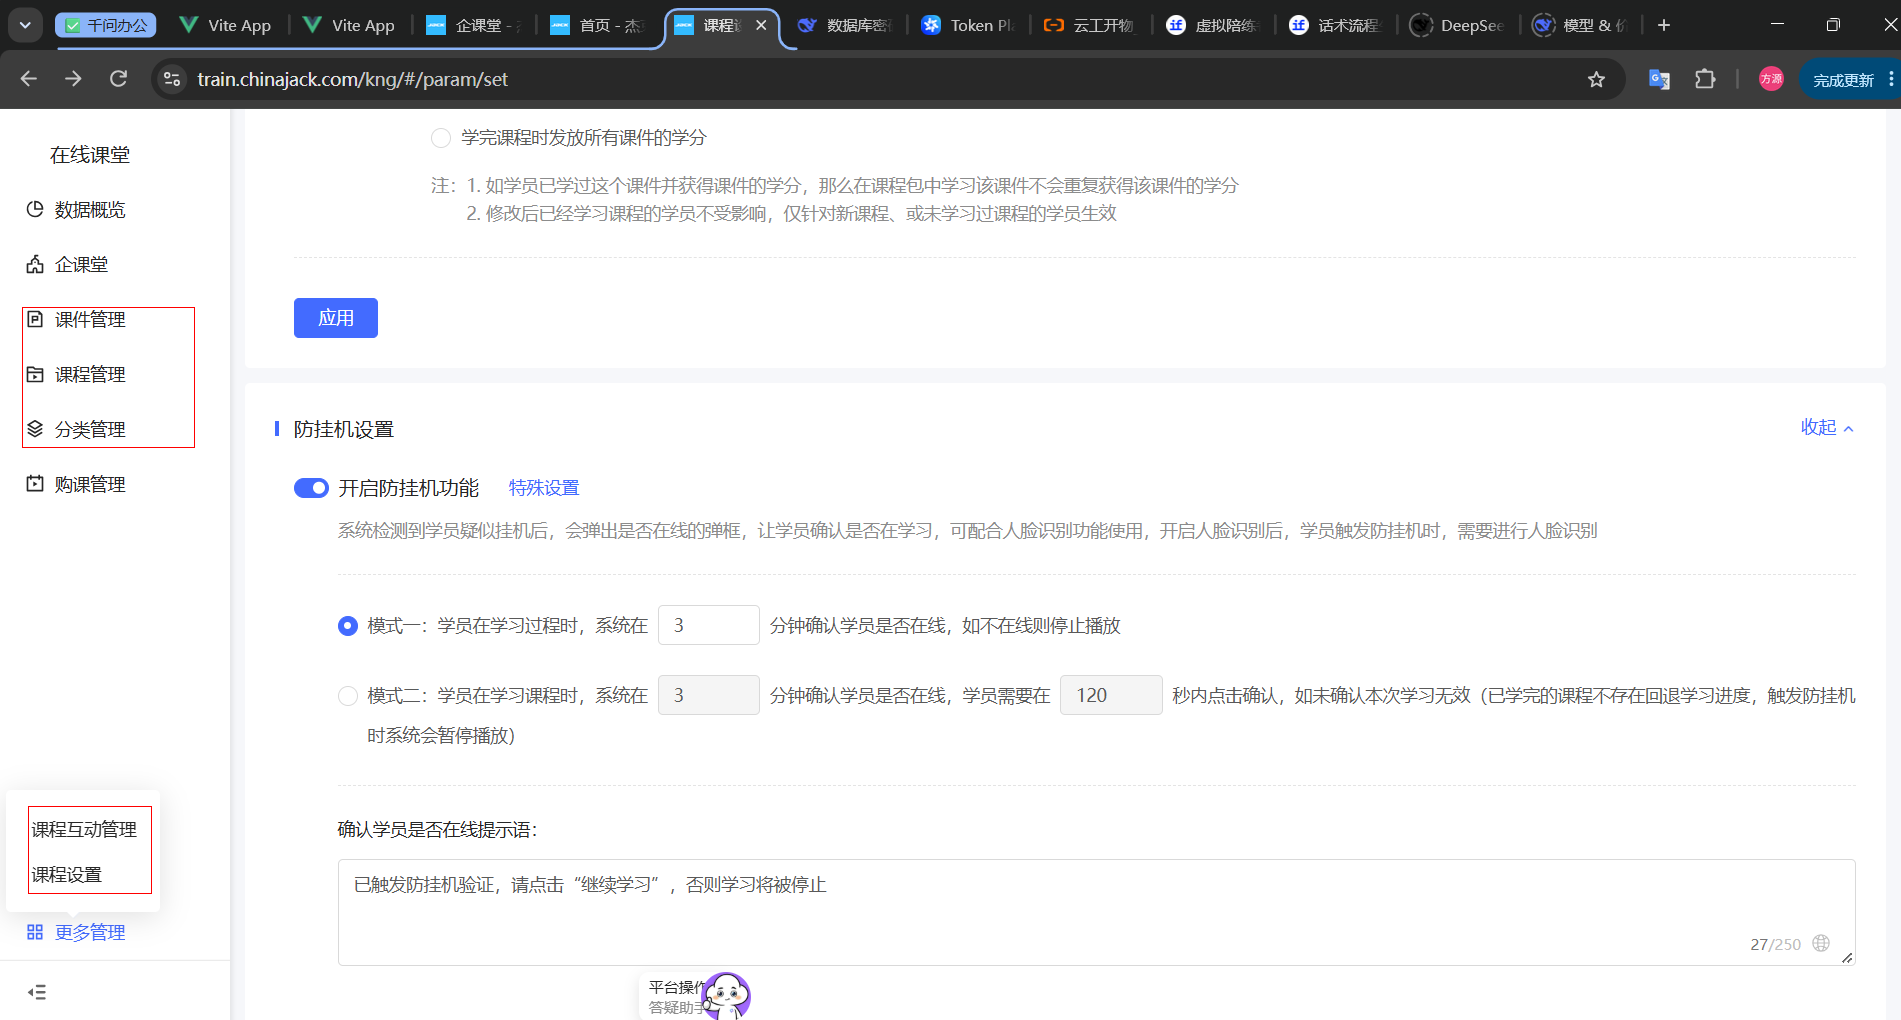 千问办公
Vite App
Vite App
企课堂 -
首页 - 杰
课程
数据库密
Token Pl
云工开物
虚拟陪练
话术流程
DeepSee
模型 & 价
train.chinajack.com/kng/#/param/set
方源
完成更新
在线课堂
数据概览
企课堂
课件管理
课程管理
分类管理
购课管理
课程互动管理
课程设置
更多管理
学完课程时发放所有课件的学分
注：1. 如学员已学过这个课件并获得课件的学分，那么在课程包中学习该课件不会重复获得该课件的学分
2. 修改后已经学习课程的学员不受影响，仅针对新课程、或未学习过课程的学员生效
应用
防挂机设置
收起
开启防挂机功能 特殊设置
系统检测到学员疑似挂机后，会弹出是否在线的弹框，让学员确认是否在学习，可配合人脸识别功能使用，开启人脸识别后，学员触发防挂机时，需要进行人脸识别
模式一：学员在学习过程时，系统在 3 分钟确认学员是否在线，如不在线则停止播放
模式二：学员在学习课程时，系统在 3 分钟确认学员是否在线，学员需要在 120 秒内点击确认，如未确认本次学习无效（已学完的课程不存在回退学习进度，触发防挂机
时系统会暂停播放）
确认学员是否在线提示语：
已触发防挂机验证，请点击“继续学习”，否则学习将被停止
27/250
平台操作
答疑助手